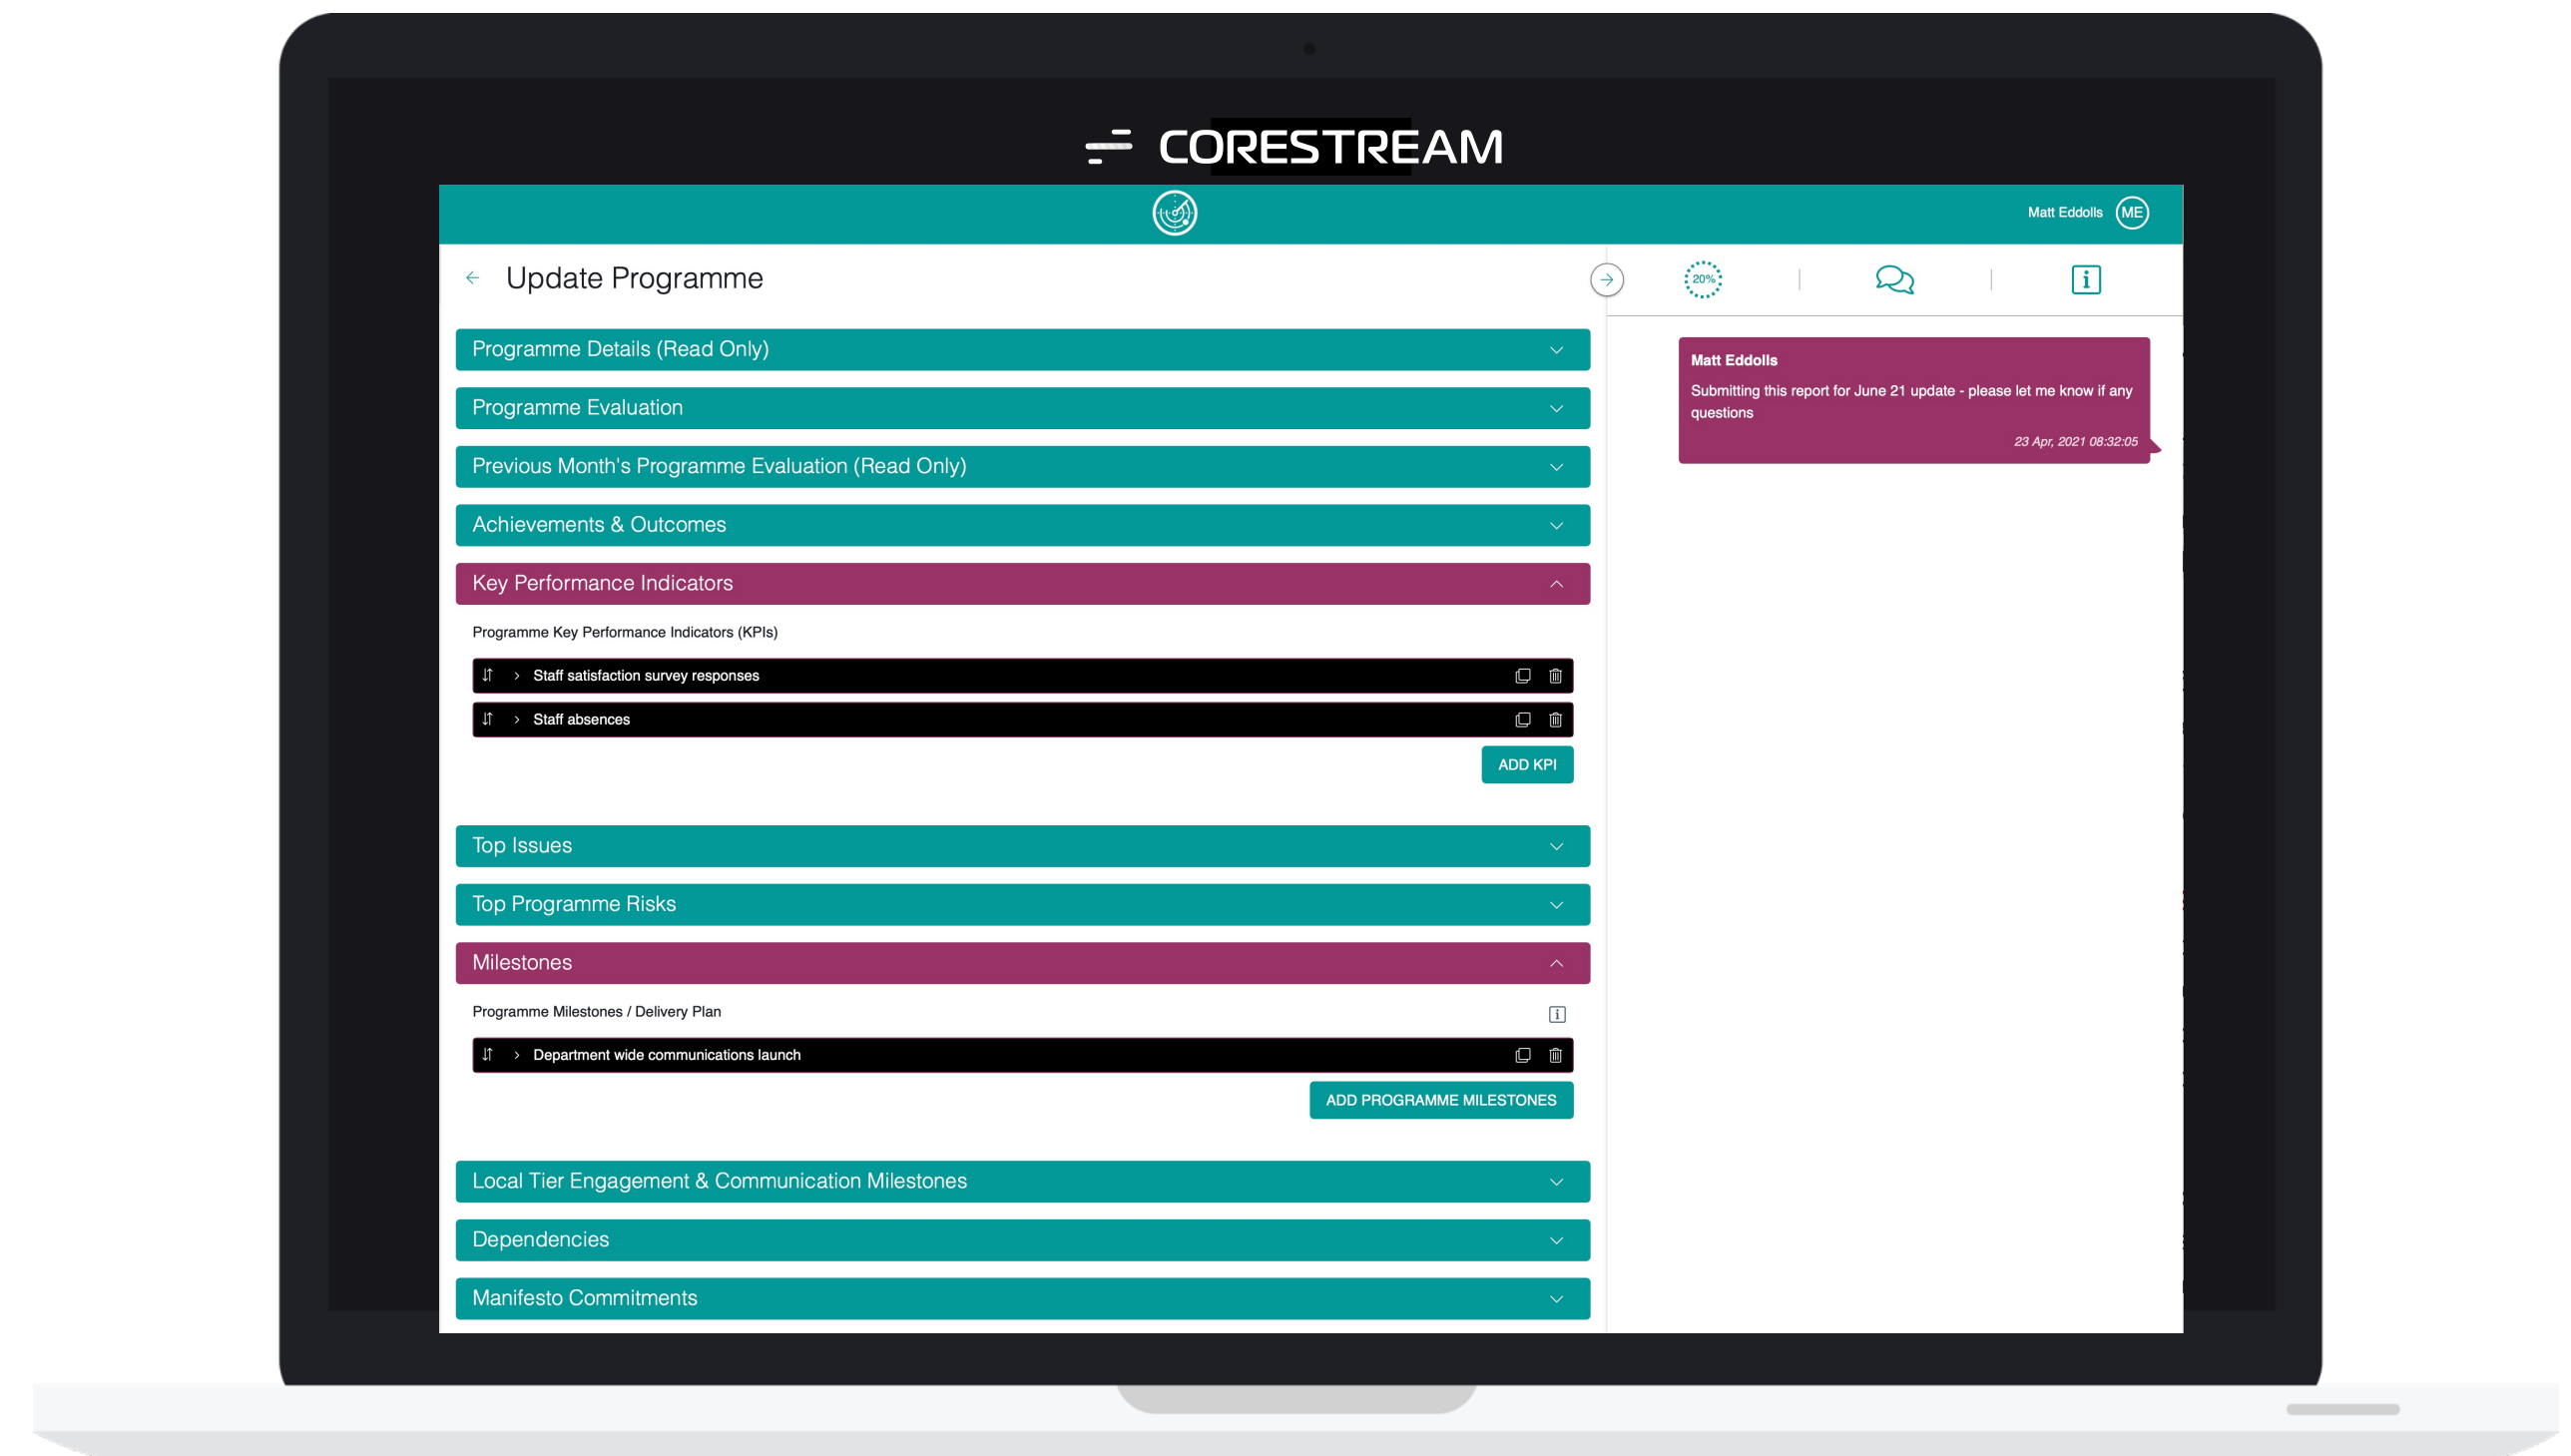 CORESTREAM
Matt Eddolls ME
Update Programme
20%
i
Programme Details (Read Only)
Programme Evaluation
Previous Month's Programme Evaluation (Read Only)
Achievements & Outcomes
Key Performance Indicators
Programme Key Performance Indicators (KPIs)
Staff satisfaction survey responses
Staff absences
ADD KPI
Top Issues
Top Programme Risks
Milestones
Programme Milestones / Delivery Plan
i
Department wide communications launch
ADD PROGRAMME MILESTONES
Local Tier Engagement & Communication Milestones
Dependencies
Manifesto Commitments
Matt Eddolls
Submitting this report for June 21 update - please let me know if any
questions
23 Apr, 2021 08:32:05